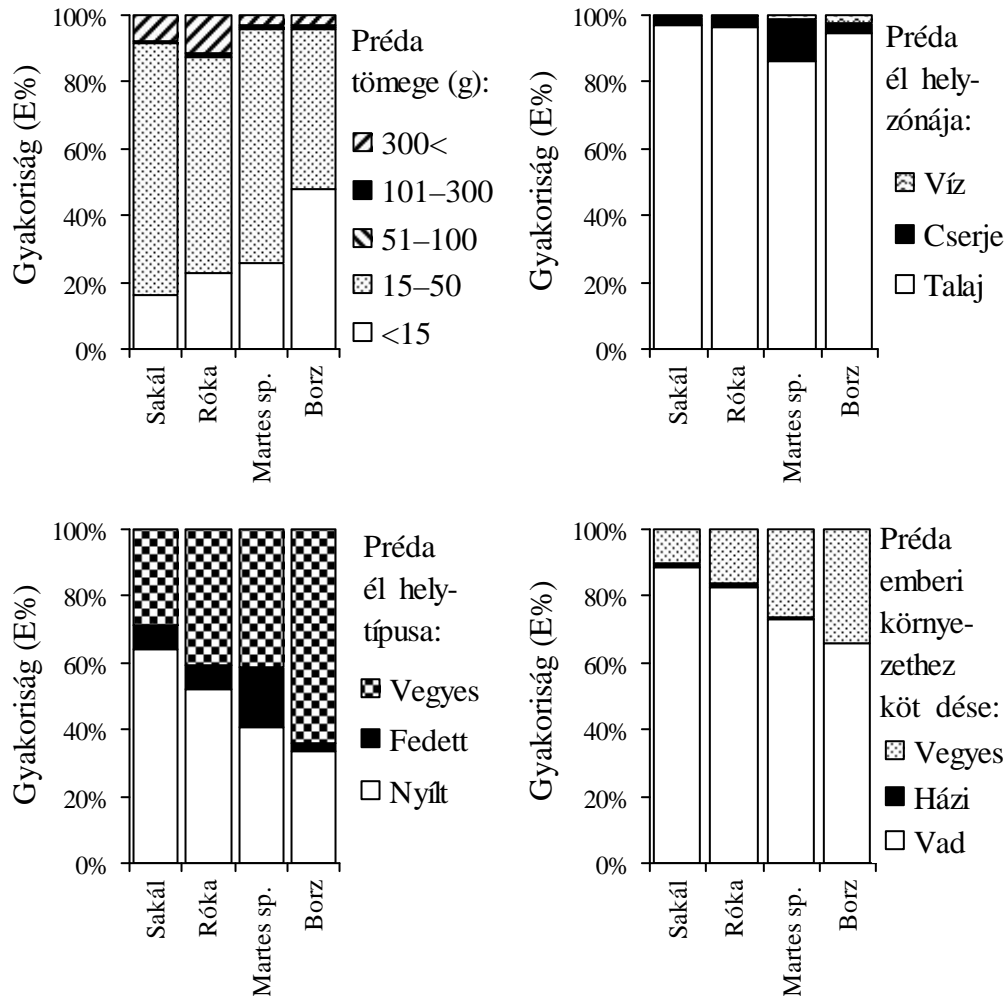 Gyakoriság (E%)
100%
80%
60%
40%
20%
0%
Sakál
Róka
Martes sp.
Borz
Préda
tömege (g):
300<
101–300
51–100
15–50
<15
Gyakoriság (E%)
100%
80%
60%
40%
20%
0%
Sakál
Róka
Martes sp.
Borz
Préda
él hely-
zónája:
Víz
Cserje
Talaj
Gyakoriság (E%)
100%
80%
60%
40%
20%
0%
Sakál
Róka
Martes sp.
Borz
Préda
él hely-
típusa:
Vegyes
Fedett
Nyílt
Gyakoriság (E%)
100%
80%
60%
40%
20%
0%
Sakál
Róka
Martes sp.
Borz
Préda
emberi
környe-
zethez
köt dése:
Vegyes
Házi
Vad